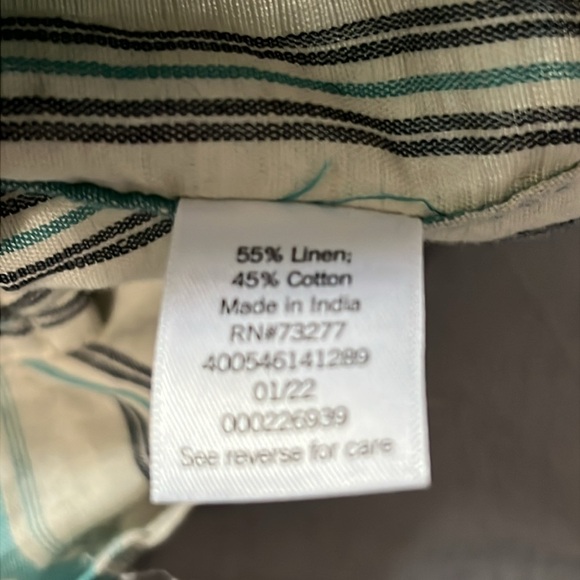 55% Linen;
45% Cotton
Made in India
RN#73277
400546141289
01/22
000226939
See reverse for care